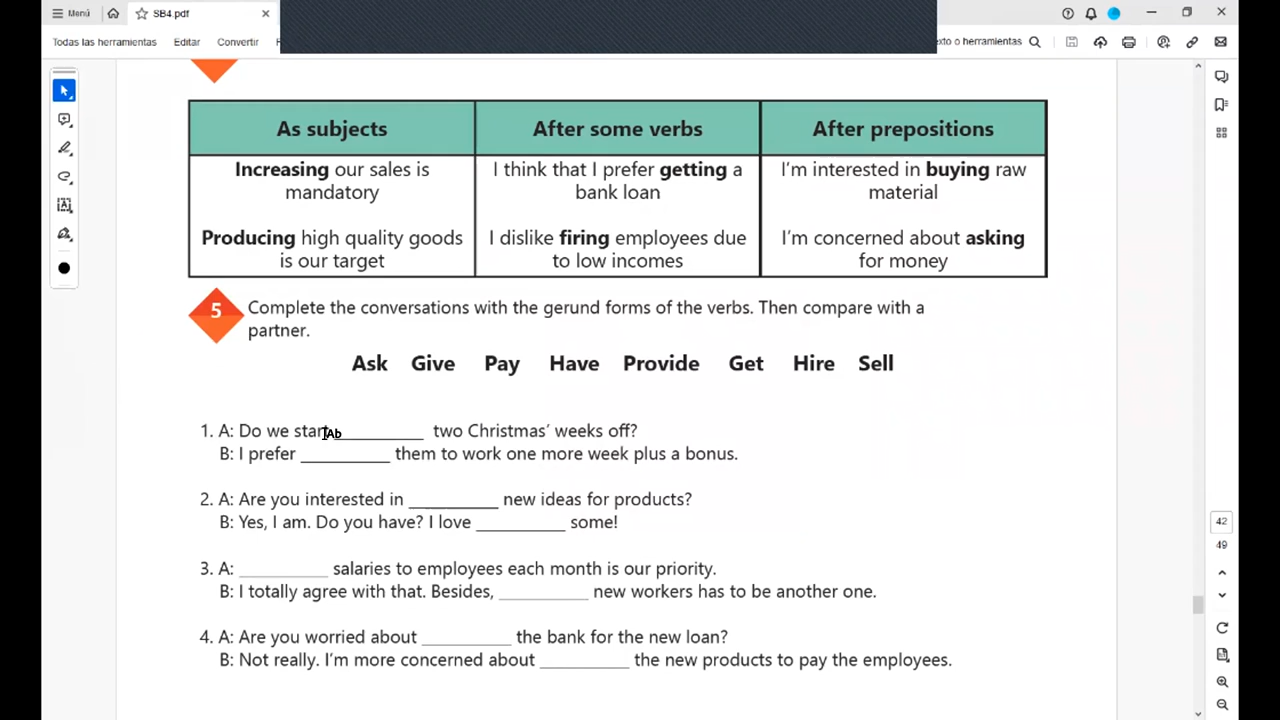 Menú
SB4.pdf
Todas las herramientas Editar Convertir
exto o herramientas
As subjects After some verbs After prepositions
Increasing our sales is mandatory
Producing high quality goods is our target
I think that I prefer getting a bank loan
I dislike firing employees due to low incomes
I'm interested in buying raw material
I'm concerned about asking for money
5 Complete the conversations with the gerund forms of the verbs. Then compare with a
partner.
Ask Give Pay Have Provide Get Hire Sell
1. A: Do we start __________ two Christmas' weeks off?
B: I prefer __________ them to work one more week plus a bonus.
2. A: Are you interested in __________ new ideas for products?
B: Yes, I am. Do you have? I love __________ some!
3. A: __________ salaries to employees each month is our priority.
B: I totally agree with that. Besides, __________ new workers has to be another one.
4. A: Are you worried about __________ the bank for the new loan?
B: Not really. I'm more concerned about __________ the new products to pay the employees.
42
49